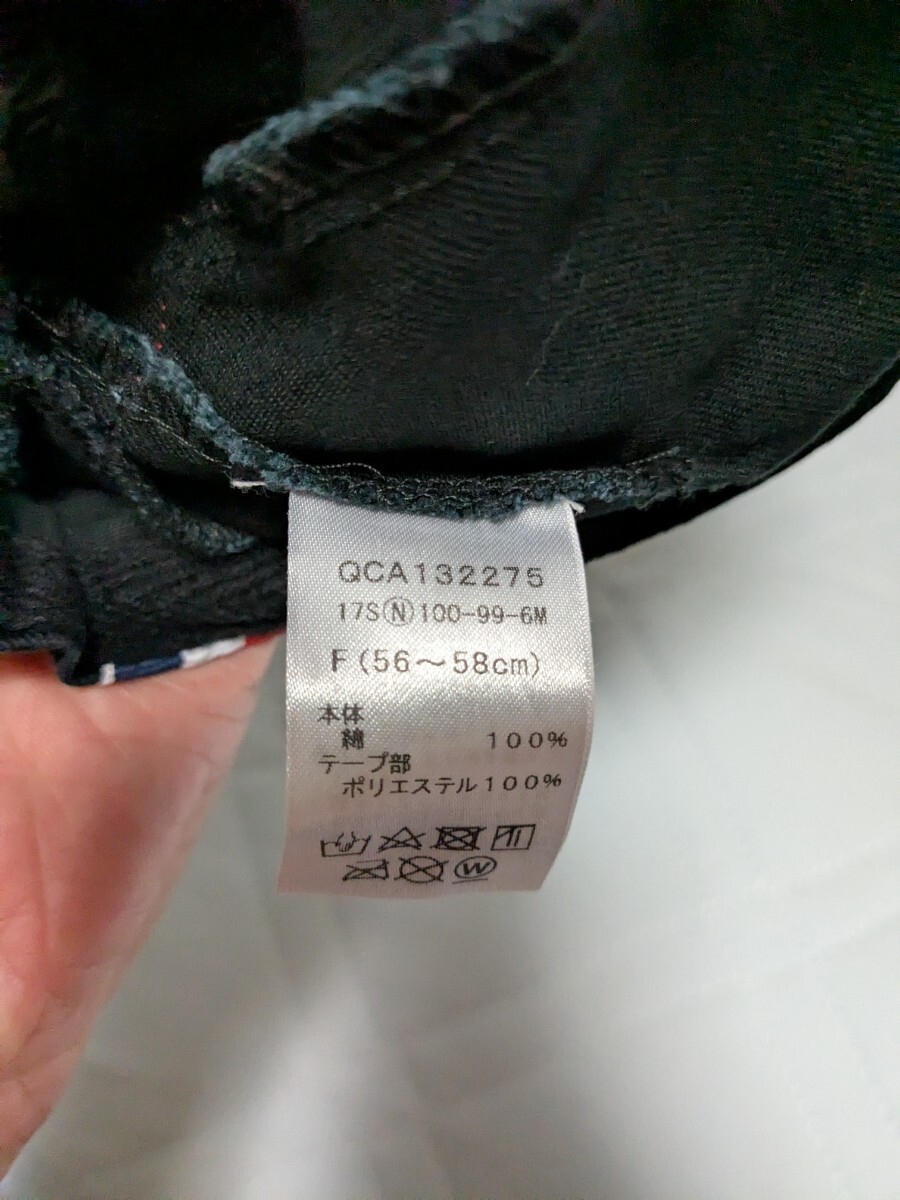 QCA132275
17SⓃ100-99-6M
F(56～58cm)
本体
綿 100%
テープ部
ポリエステル100%
W